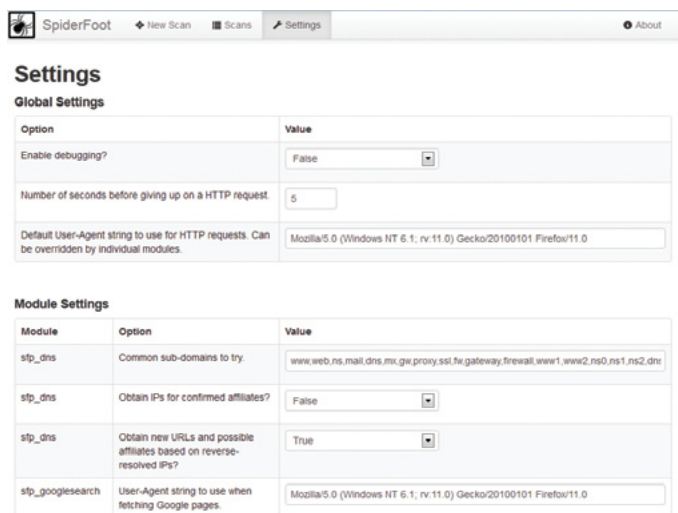 SpiderFoot New Scan Scans Settings About
Settings
Global Settings
Option Value
Enable debugging? False
Number of seconds before giving up on a HTTP request. 5
Default User-Agent string to use for HTTP requests. Can Mozilla/5.0 (Windows NT 6.1; rv:11.0) Gecko/20100101 Firefox/11.0
be overridden by individual modules.
Module Settings
Module Option Value
sfp_dns Common sub-domains to try. www,web,ns,mail,dns,mx,gw,proxy,ssl,fw,gateway,firewall,www1,www2,ns0,ns1,ns2,dns
sfp_dns Obtain IPs for confirmed affiliates? False
sfp_dns Obtain new URLs and possible True
affiliates based on reverse-
resolved IPs?
sfp_googlesearch User-Agent string to use when Mozilla/5.0 (Windows NT 6.1; rv:11.0) Gecko/20100101 Firefox/11.0
fetching Google pages.